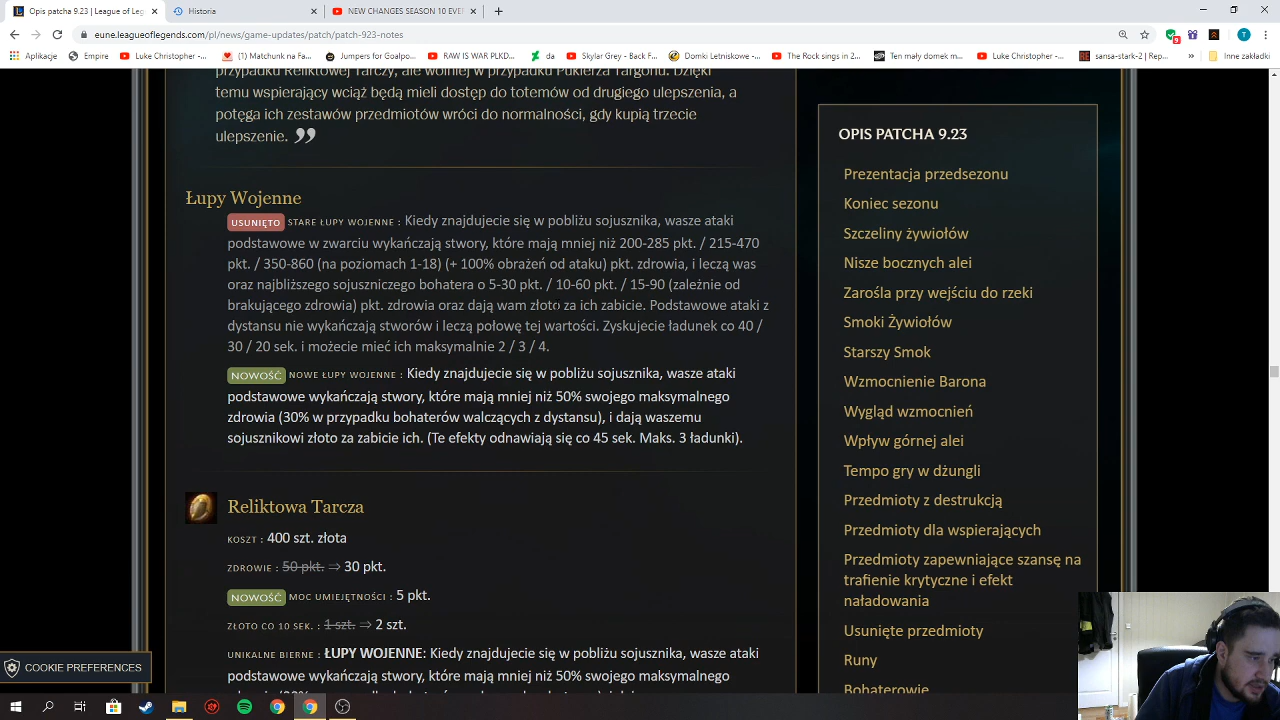 Opis patcha 9.23 | League of Leg
Historia
NEW CHANGES SEASON 10 EVE
eune.leagueoflegends.com/pl/news/game-updates/patch/patch-923-notes
9
T
Aplikacje
Empire
Luke Christopher -...
[+] Matchunk na Fac...
Jumpers for Goalpo...
RAW IS WAR PLKD...
da
Skylar Grey - Back F...
Domki Letniskowe –...
The Rock sings in 2...
Ten mały domek m...
Luke Christopher -...
sansa-stark-2 | Rep...
»
Inne zakładki
przypadku Reliktowej Tarczy, ale wolniej w przypadku Puklerza Targonu. Dzięki
temu wspierający wciąż będą mieli dostęp do totemów od drugiego ulepszenia, a
potęga ich zestawów przedmiotów wróci do normalności, gdy kupią trzecie
ulepszenie.
Łupy Wojenne
USUNIĘTO STARE ŁUPY WOJENNE : Kiedy znajdujecie się w pobliżu sojusznika, wasze ataki
podstawowe w zwarciu wykańczają stwory, które mają mniej niż 200-285 pkt. / 215-470
pkt. / 350-860 (na poziomach 1-18) (+ 100% obrażeń od ataku) pkt. zdrowia, i leczą was
oraz najbliższego sojuszniczego bohatera o 5-30 pkt. / 10-60 pkt. / 15-90 (zależnie od
brakującego zdrowia) pkt. zdrowia oraz dają wam złoto za ich zabicie. Podstawowe ataki z
dystansu nie wykańczają stworów i leczą połowę tej wartości. Zyskujecie ładunek co 40 /
30 / 20 sek. i możecie mieć ich maksymalnie 2 / 3 / 4.
NOWOŚĆ NOWE ŁUPY WOJENNE : Kiedy znajdujecie się w pobliżu sojusznika, wasze ataki
podstawowe wykańczają stwory, które mają mniej niż 50% swojego maksymalnego
zdrowia (30% w przypadku bohaterów walczących z dystansu), i dają waszemu
sojusznikowi złoto za zabicie ich. (Te efekty odnawiają się co 45 sek. Maks. 3 ładunki).
Reliktowa Tarcza
KOSZT : 400 szt. złota
ZDROWIE : 50 pkt. ⇒ 30 pkt.
NOWOŚĆ MOC UMIEJĘTNOŚCI : 5 pkt.
ZŁOTO CO 10 SEK. : 1 szt. ⇒ 2 szt.
UNIKALNE BIERNE : ŁUPY WOJENNE: Kiedy znajdujecie się w pobliżu sojusznika, wasze ataki
podstawowe wykańczają stwory, które mają mniej niż 50% swojego maksymalnego
OPIS PATCHA 9.23
Prezentacja przedsezonu
Koniec sezonu
Szczeliny żywiołów
Nisze bocznych alei
Zarośla przy wejściu do rzeki
Smoki Żywiołów
Starszy Smok
Wzmocnienie Barona
Wygląd wzmocnień
Wpływ górnej alei
Tempo gry w dżungli
Przedmioty z destrukcją
Przedmioty dla wspierających
Przedmioty zapewniające szansę na
trafienie krytyczne i efekt
naładowania
Usunięte przedmioty
Runy
Bohaterowie
COOKIE PREFERENCES